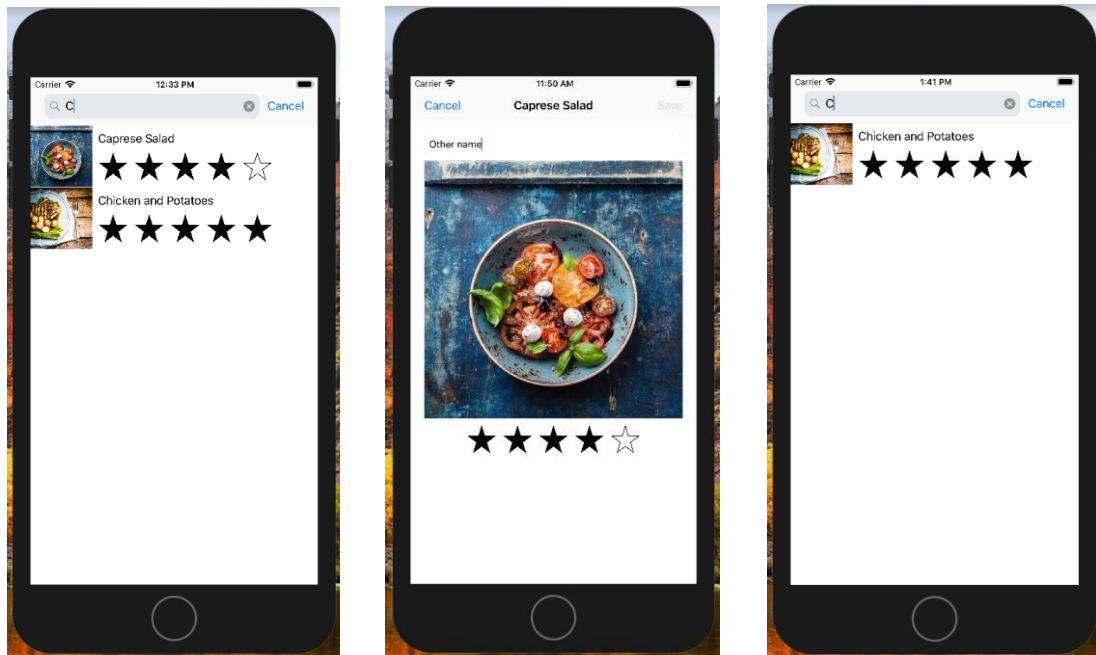 Carrier 12:33 PM
C Cancel
Caprese Salad
Chicken and Potatoes
Carrier 11:50 AM
Cancel Caprese Salad Save
Other name
Carrier 1:41 PM
C Cancel
Chicken and Potatoes